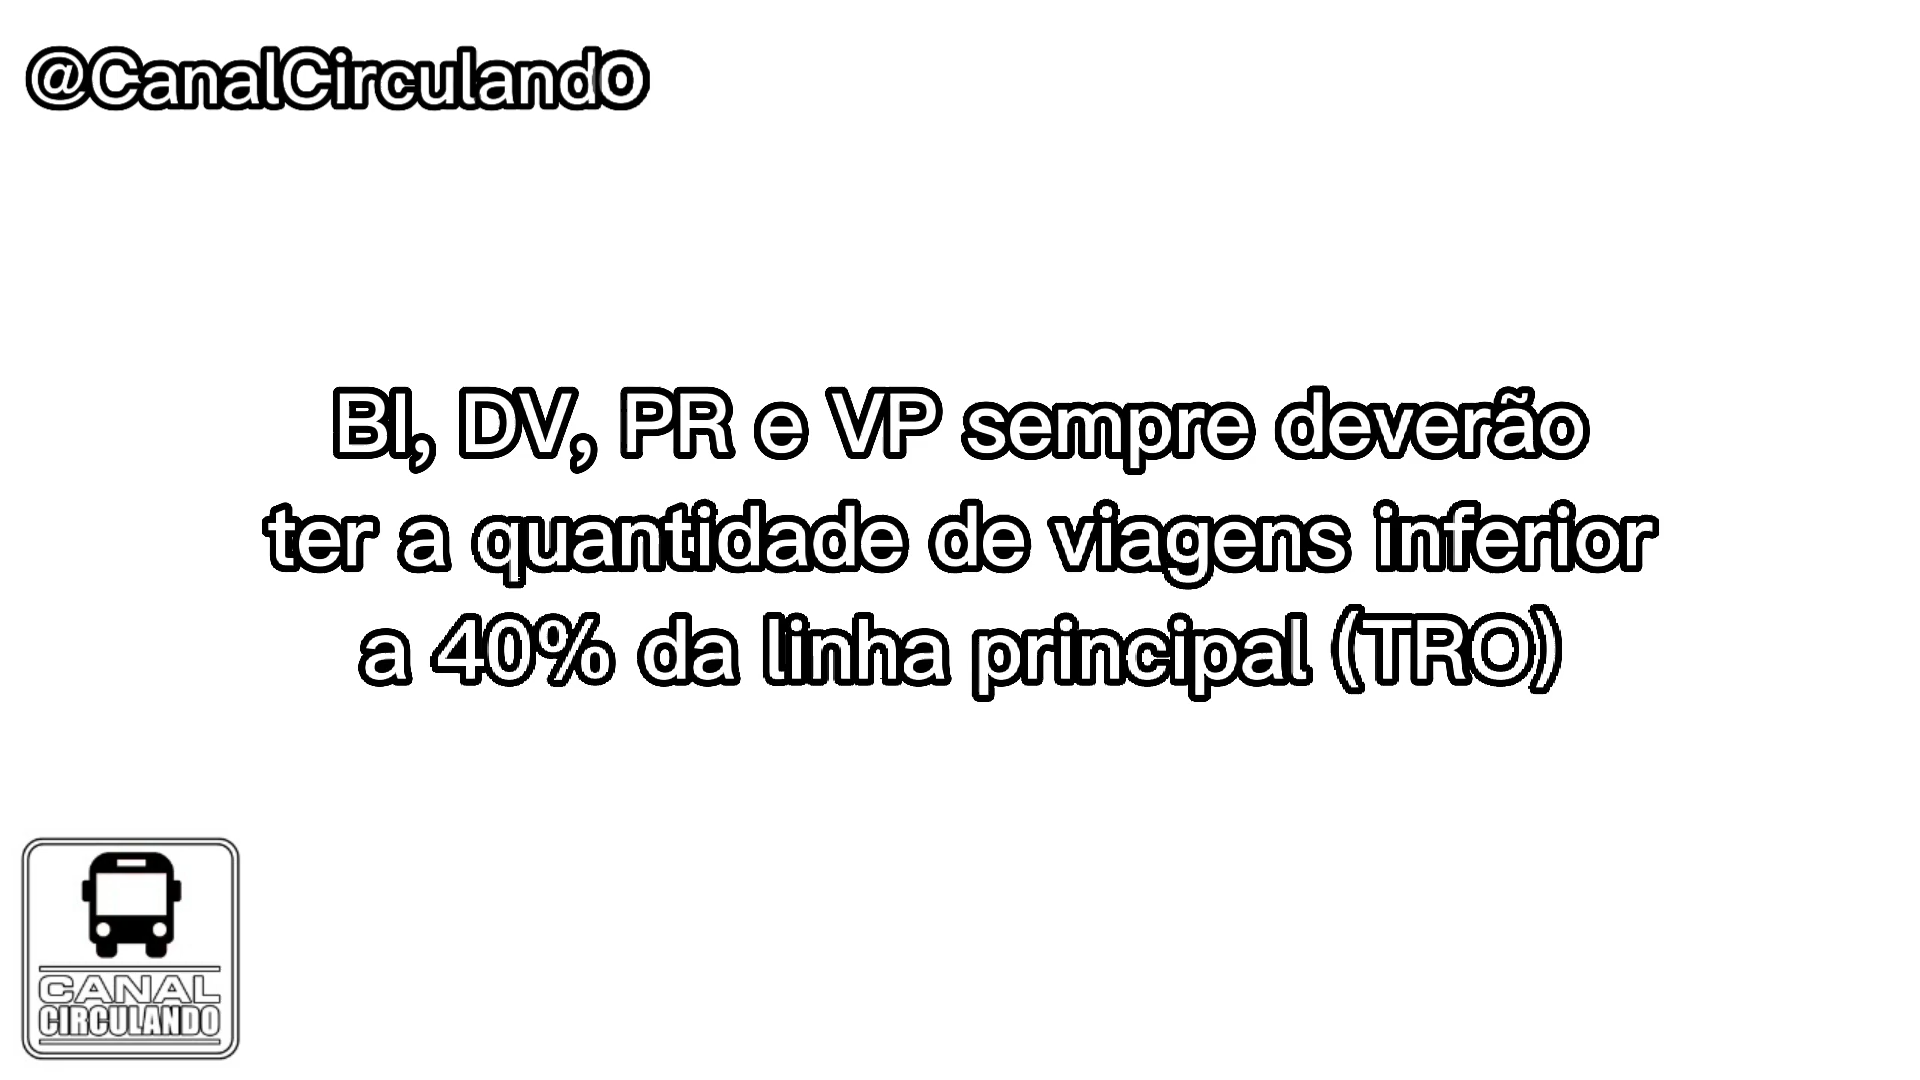 @CanalCirculando
BI, DV, PR e VP sempre deverão
ter a quantidade de viagens inferior
a 40% da linha principal (TRO)
CANAL
CIRCULANDO